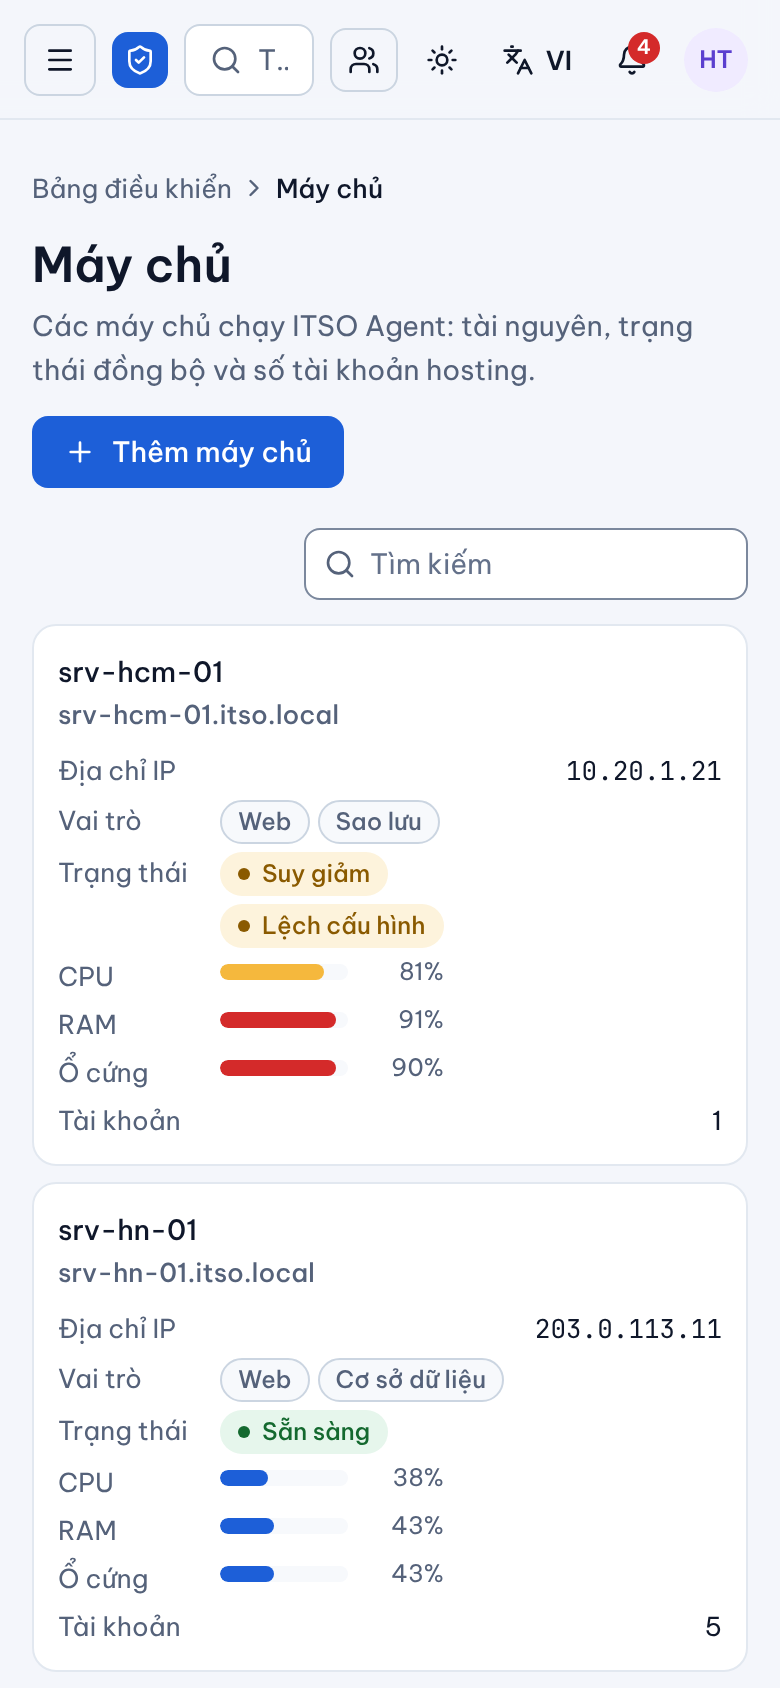 T..
VI
4
HT
Bảng điều khiển > Máy chủ
Máy chủ
Các máy chủ chạy ITSO Agent: tài nguyên, trạng
thái đồng bộ và số tài khoản hosting.
+ Thêm máy chủ
Tìm kiếm
srv-hcm-01
srv-hcm-01.itso.local
Địa chỉ IP 10.20.1.21
Vai trò Web Sao lưu
Trạng thái Suy giảm
Lệch cấu hình
CPU 81%
RAM 91%
Ổ cứng 90%
Tài khoản 1
srv-hn-01
srv-hn-01.itso.local
Địa chỉ IP 203.0.113.11
Vai trò Web Cơ sở dữ liệu
Trạng thái Sẵn sàng
CPU 38%
RAM 43%
Ổ cứng 43%
Tài khoản 5